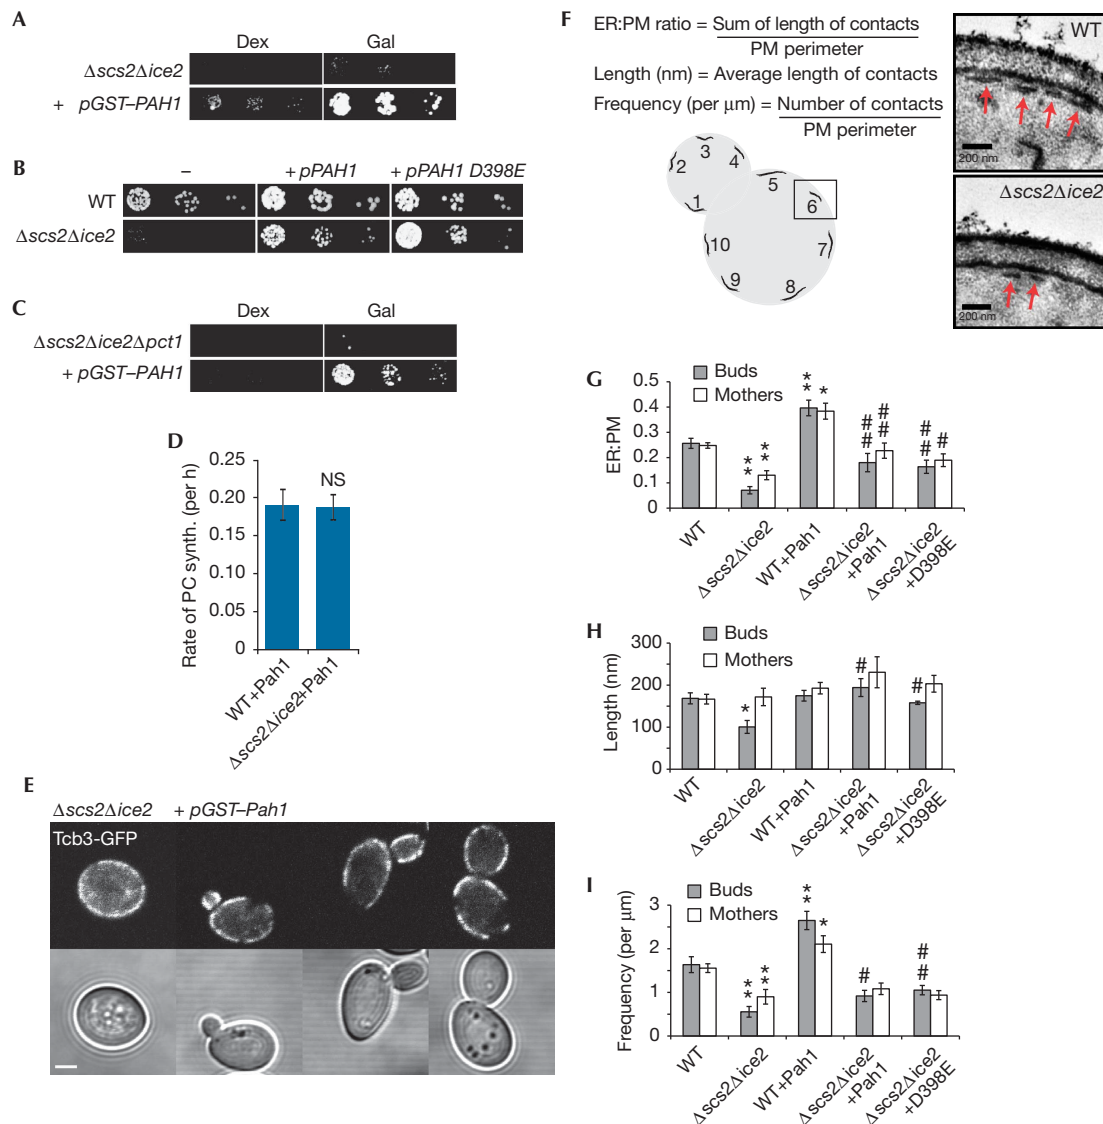 A
Dex Gal
Δscs2Δice2
+ pGST–PAH1
B
– + pPAH1 + pPAH1 D398E
WT
Δscs2Δice2
C
Dex Gal
Δscs2Δice2Δpct1
+ pGST–PAH1
D
Rate of PC synth. (per h)
0.25
0.20
0.15
0.10
0.05
0
NS
WT+Pah1
Δscs2Δice2+Pah1
E
Δscs2Δice2 + pGST–Pah1
Tcb3-GFP
F
ER:PM ratio = Sum of length of contacts
PM perimeter
Length (nm) = Average length of contacts
Frequency (per μm) = Number of contacts
PM perimeter
1
2
3
4
5
6
7
8
9
10
WT
200 nm
Δscs2Δice2
200 nm
G
Buds
Mothers
ER:PM
0.5
0.4
0.3
0.2
0.1
0
* *
* *
* *
*
# #
# #
# #
#
WT
Δscs2Δice2
WT+Pah1
Δscs2Δice2
+Pah1
Δscs2Δice2
+D398E
H
Buds
Mothers
Length (nm)
300
200
100
0
*
#
#
WT
Δscs2Δice2
WT+Pah1
Δscs2Δice2
+Pah1
Δscs2Δice2
+D398E
I
Buds
Mothers
Frequency (per μm)
3
2
1
0
* *
* *
* *
*
#
# #
WT
Δscs2Δice2
WT+Pah1
Δscs2Δice2
+Pah1
Δscs2Δice2
+D398E